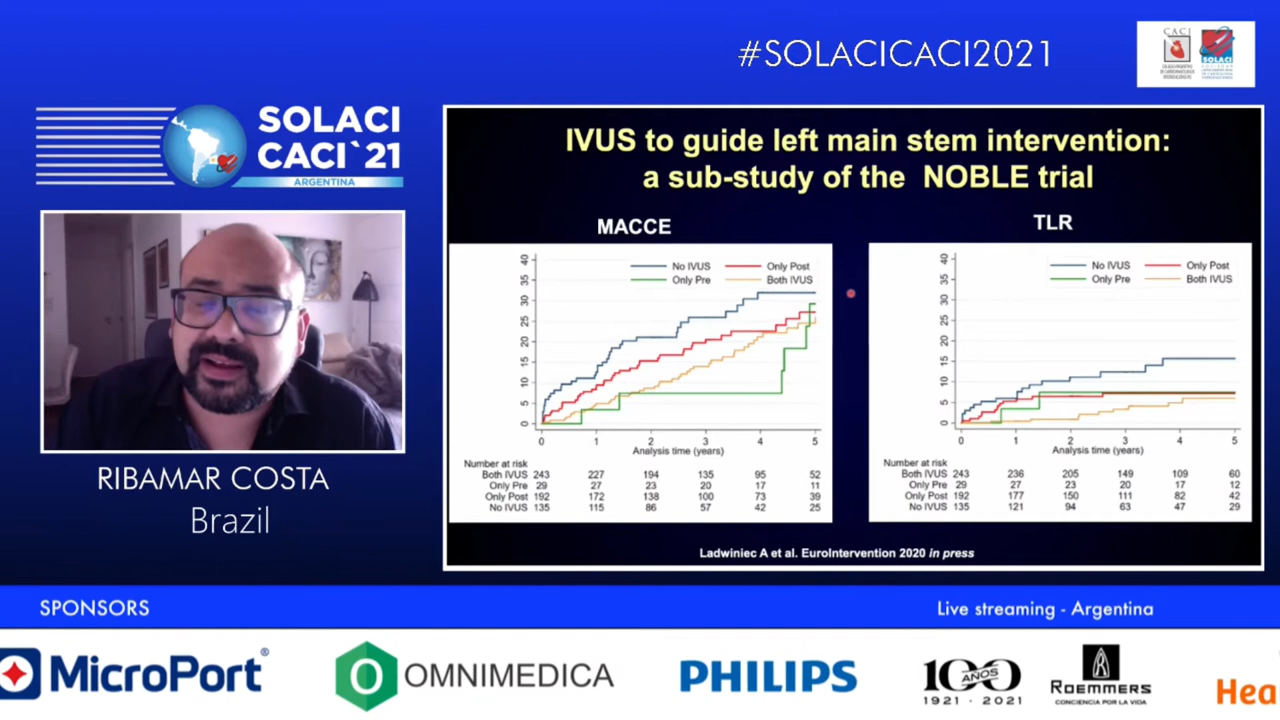 #SOLACICACI2021
CACI
SOLACI
SOLACI
CACI`21
ARGENTINA
RIBAMAR COSTA
Brazil
IVUS to guide left main stem intervention:
a sub-study of the NOBLE trial
MACCE
40
35
30
25
20
15
10
5
0
No IVUS Only Post
Only Pre Both IVUS
0 1 2 3 4 5
Analysis time (years)
Number at risk
Both IVUS 243 227 194 135 95 52
Only Pre 29 27 23 20 17 11
Only Post 192 172 138 100 73 39
No IVUS 135 115 86 57 42 25
TLR
40
35
30
25
20
15
10
5
0
No IVUS Only Post
Only Pre Both IVUS
0 1 2 3 4 5
Analysis time (years)
Number at risk
Both IVUS 243 236 205 149 109 60
Only Pre 29 27 23 20 17 12
Only Post 192 177 150 111 82 42
No IVUS 135 121 94 63 47 29
Ladwiniec A et al. EuroIntervention 2020 in press
SPONSORS
Live streaming - Argentina
MicroPort®
OMNIMEDICA
PHILIPS
100
AÑOS
1921 · 2021
ROEMMERS
CONCIENCIA POR LA VIDA
Hea